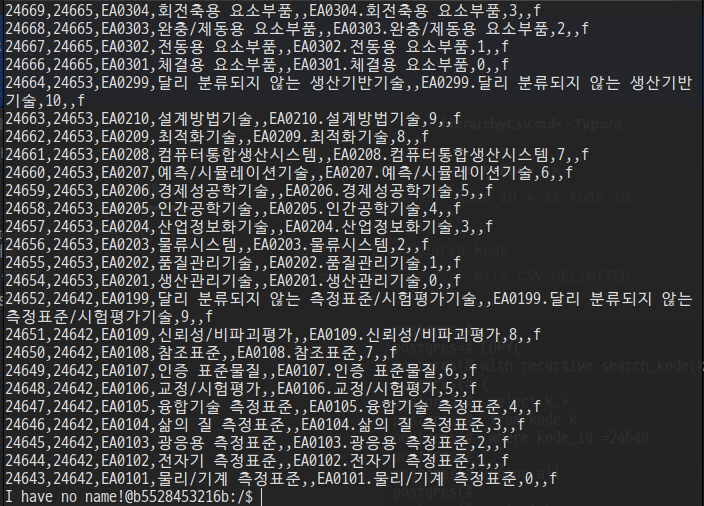 24669,24665,EA0304,회전축용 요소부품,,EA0304.회전축용 요소부품,3,,f
24668,24665,EA0303,완충/제동용 요소부품,,EA0303.완충/제동용 요소부품,2,,f
24667,24665,EA0302,전동용 요소부품,,EA0302.전동용 요소부품,1,,f
24666,24665,EA0301,체결용 요소부품,,EA0301.체결용 요소부품,0,,f
24664,24653,EA0299,달리 분류되지 않는 생산기반기술,,EA0299.달리 분류되지 않는 생산기반
기술,10,,f
24663,24653,EA0210,설계방법기술,,EA0210.설계방법기술,9,,f
24662,24653,EA0209,최적화기술,,EA0209.최적화기술,8,,f
24661,24653,EA0208,컴퓨터통합생산시스템,,EA0208.컴퓨터통합생산시스템,7,,f
24660,24653,EA0207,예측/시뮬레이션기술,,EA0207.예측/시뮬레이션기술,6,,f
24659,24653,EA0206,경제성공학기술,,EA0206.경제성공학기술,5,,f
24658,24653,EA0205,인간공학기술,,EA0205.인간공학기술,4,,f
24657,24653,EA0204,산업정보화기술,,EA0204.산업정보화기술,3,,f
24656,24653,EA0203,물류시스템,,EA0203.물류시스템,2,,f
24655,24653,EA0202,품질관리기술,,EA0202.품질관리기술,1,,f
24654,24653,EA0201,생산관리기술,,EA0201.생산관리기술,0,,f
24652,24642,EA0199,달리 분류되지 않는 측정표준/시험평가기술,,EA0199.달리 분류되지 않는
측정표준/시험평가기술,9,,f
24651,24642,EA0109,신뢰성/비파괴평가,,EA0109.신뢰성/비파괴평가,8,,f
24650,24642,EA0108,참조표준,,EA0108.참조표준,7,,f
24649,24642,EA0107,인증 표준물질,,EA0107.인증 표준물질,6,,f
24648,24642,EA0106,교정/시험평가,,EA0106.교정/시험평가,5,,f
24647,24642,EA0105,융합기술 측정표준,,EA0105.융합기술 측정표준,4,,f
24646,24642,EA0104,삶의 질 측정표준,,EA0104.삶의 질 측정표준,3,,f
24645,24642,EA0103,광응용 측정표준,,EA0103.광응용 측정표준,2,,f
24644,24642,EA0102,전자기 측정표준,,EA0102.전자기 측정표준,1,,f
24643,24642,EA0101,물리/기계 측정표준,,EA0101.물리/기계 측정표준,0,,f
I have no name!@b5528453216b:/$